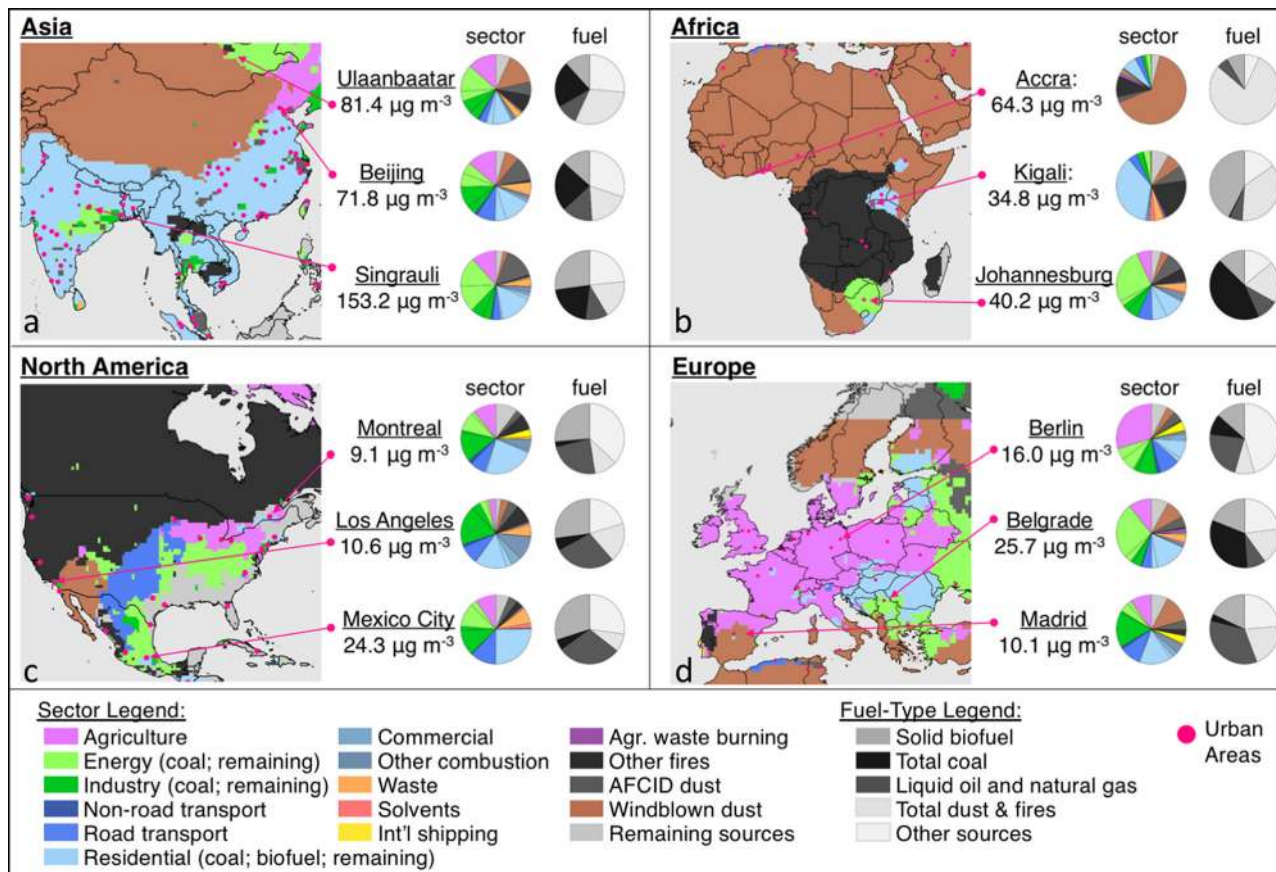 Asia
sector fuel
Ulaanbaatar
81.4 µg m-3
Beijing
71.8 µg m-3
Singrauli
153.2 µg m-3
a
Africa
sector fuel
Accra:
64.3 µg m-3
Kigali:
34.8 µg m-3
Johannesburg
40.2 µg m-3
b
North America
sector fuel
Montreal
9.1 µg m-3
Los Angeles
10.6 µg m-3
Mexico City
24.3 µg m-3
c
Europe
sector fuel
Berlin
16.0 µg m-3
Belgrade
25.7 µg m-3
Madrid
10.1 µg m-3
d
Sector Legend:
Agriculture
Energy (coal; remaining)
Industry (coal; remaining)
Non-road transport
Road transport
Residential (coal; biofuel; remaining)
Commercial
Other combustion
Waste
Solvents
Int'l shipping
Agr. waste burning
Other fires
AFCID dust
Windblown dust
Remaining sources
Fuel-Type Legend:
Solid biofuel
Total coal
Liquid oil and natural gas
Total dust & fires
Other sources
Urban
Areas